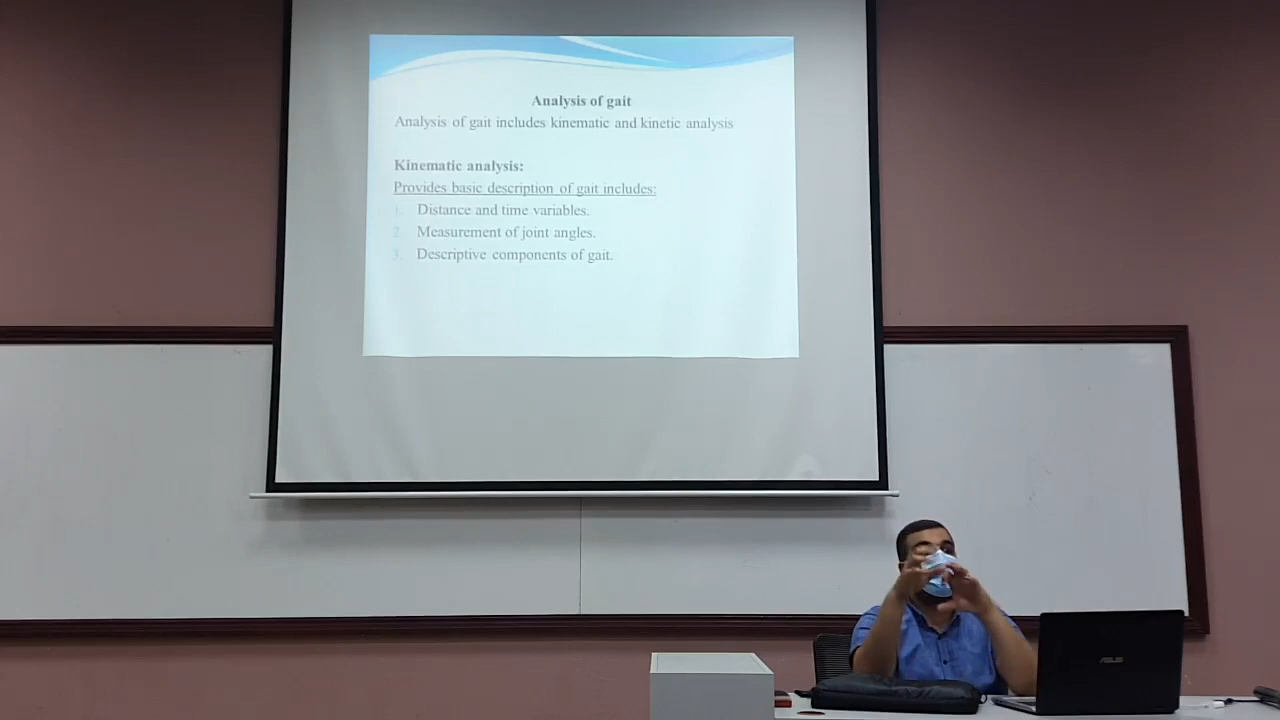 Analysis of gait
Analysis of gait includes kinematic and kinetic analysis
Kinematic analysis:
Provides basic description of gait includes:
1. Distance and time variables.
2. Measurement of joint angles.
3. Descriptive components of gait.
ASUS